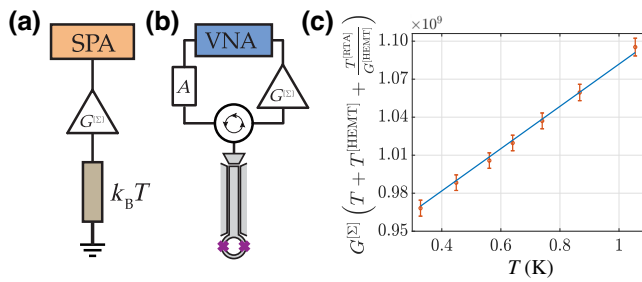 (a)
SPA
G^[Σ]
k_B T
(b)
VNA
A
G^[Σ]
(c)
×10^9
1.10
1.07
1.04
1.01
0.98
0.95
0.4 0.6 0.8 1
T (K)
G^[Σ] (T + T^[HEMT] + T^[RTA] / G^[HEMT])